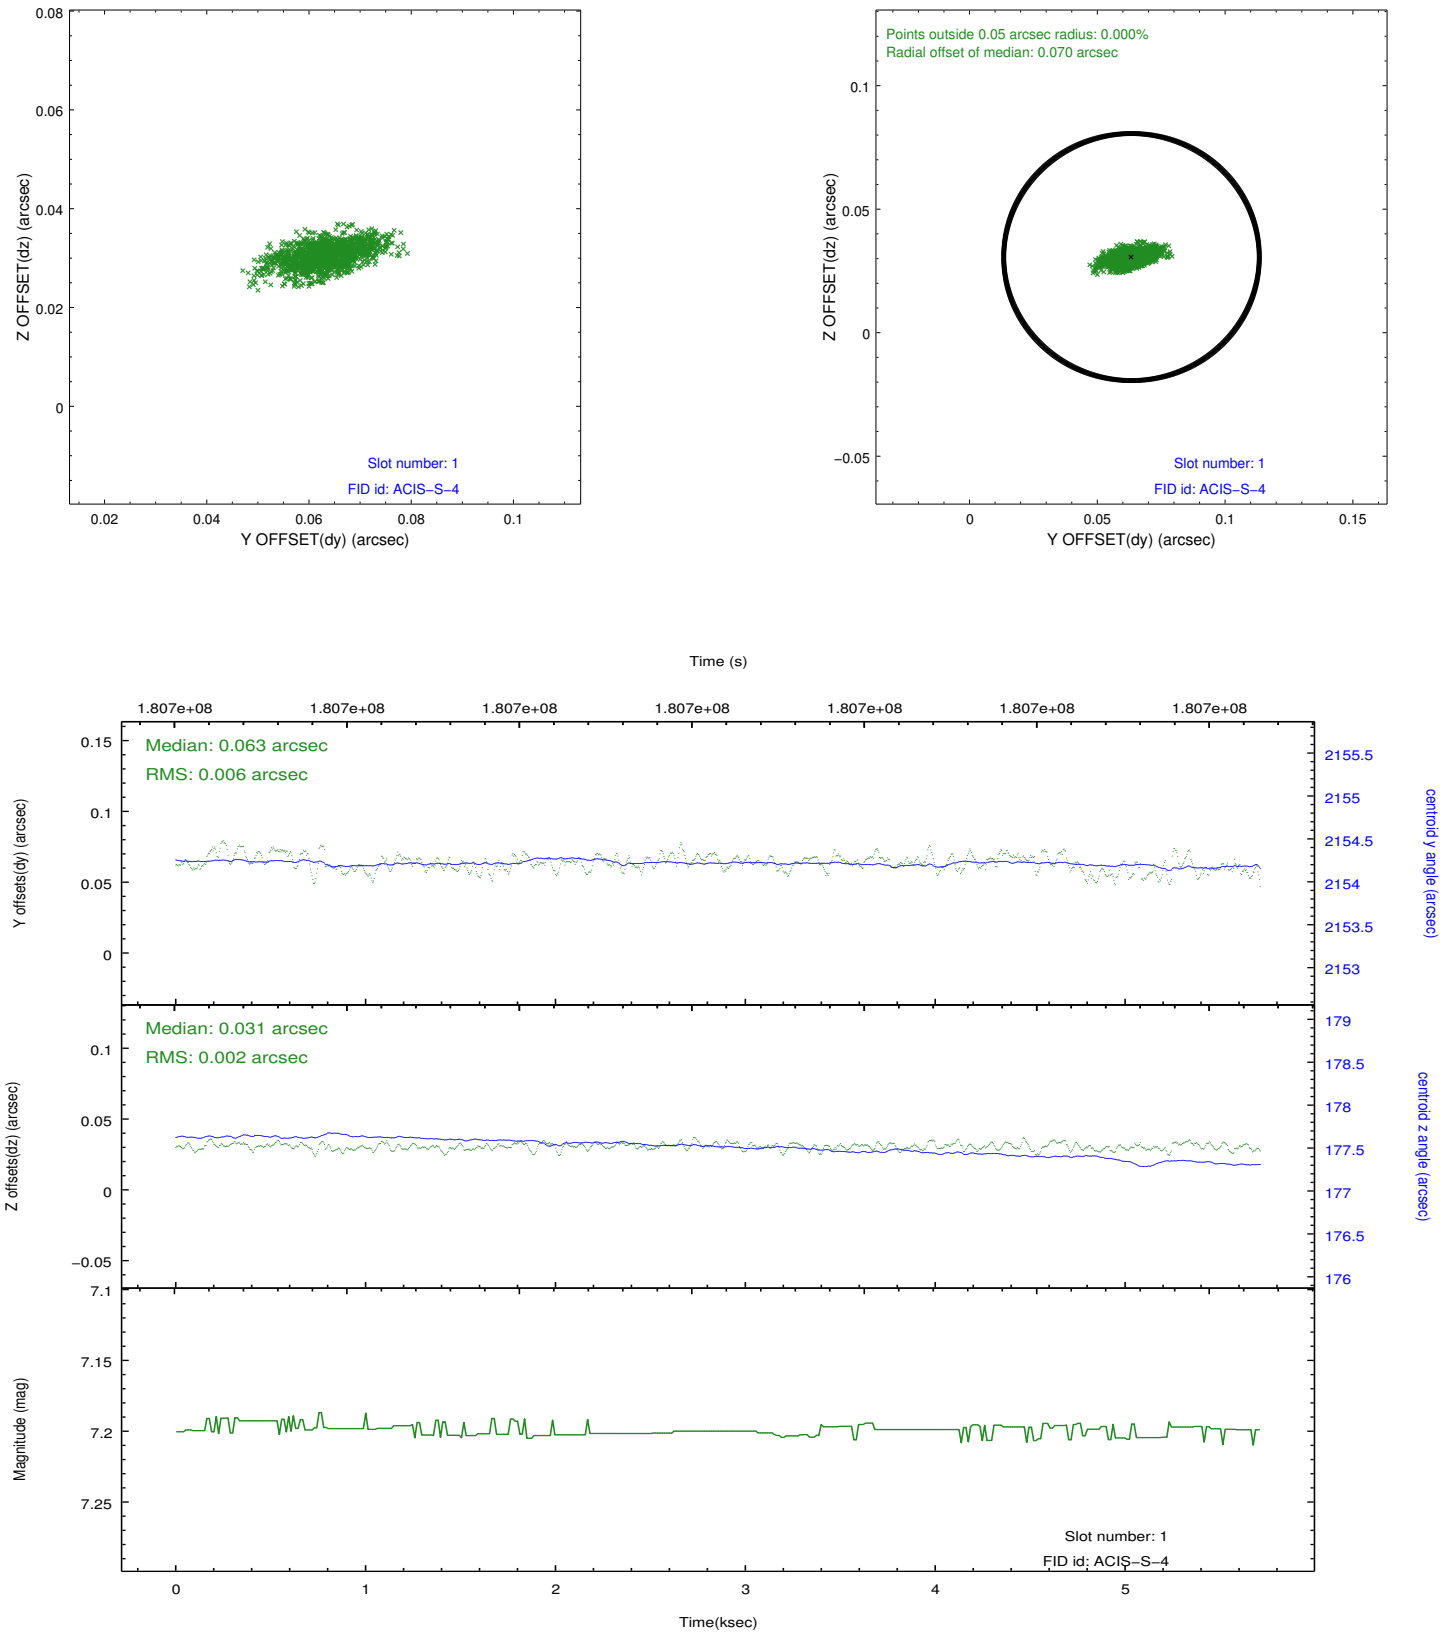 0.08
0.06
0.04
0.02
0
Z OFFSET(dz) (arcsec)
Slot number: 1
FID id: ACIS−S−4
0.02 0.04 0.06 0.08 0.1
Y OFFSET(dy) (arcsec)
Points outside 0.05 arcsec radius: 0.000%
Radial offset of median: 0.070 arcsec
0.1
0.05
0
−0.05
Z OFFSET(dz) (arcsec)
Slot number: 1
FID id: ACIS−S−4
0 0.05 0.1 0.15
Y OFFSET(dy) (arcsec)
Time (s)
1.807e+08 1.807e+08 1.807e+08 1.807e+08 1.807e+08 1.807e+08 1.807e+08
Median: 0.063 arcsec
RMS: 0.006 arcsec
0.15
0.1
0.05
0
Y offsets(dy) (arcsec)
2155.5
2155
2154.5
2154
2153.5
2153
centroid y angle (arcsec)
Median: 0.031 arcsec
RMS: 0.002 arcsec
0.1
0.05
0
−0.05
Z offsets(dz) (arcsec)
179
178.5
178
177.5
177
176.5
176
centroid z angle (arcsec)
7.1
7.15
7.2
7.25
Magnitude (mag)
Slot number: 1
FID id: ACIS−S−4
0 1 2 3 4 5
Time(ksec)